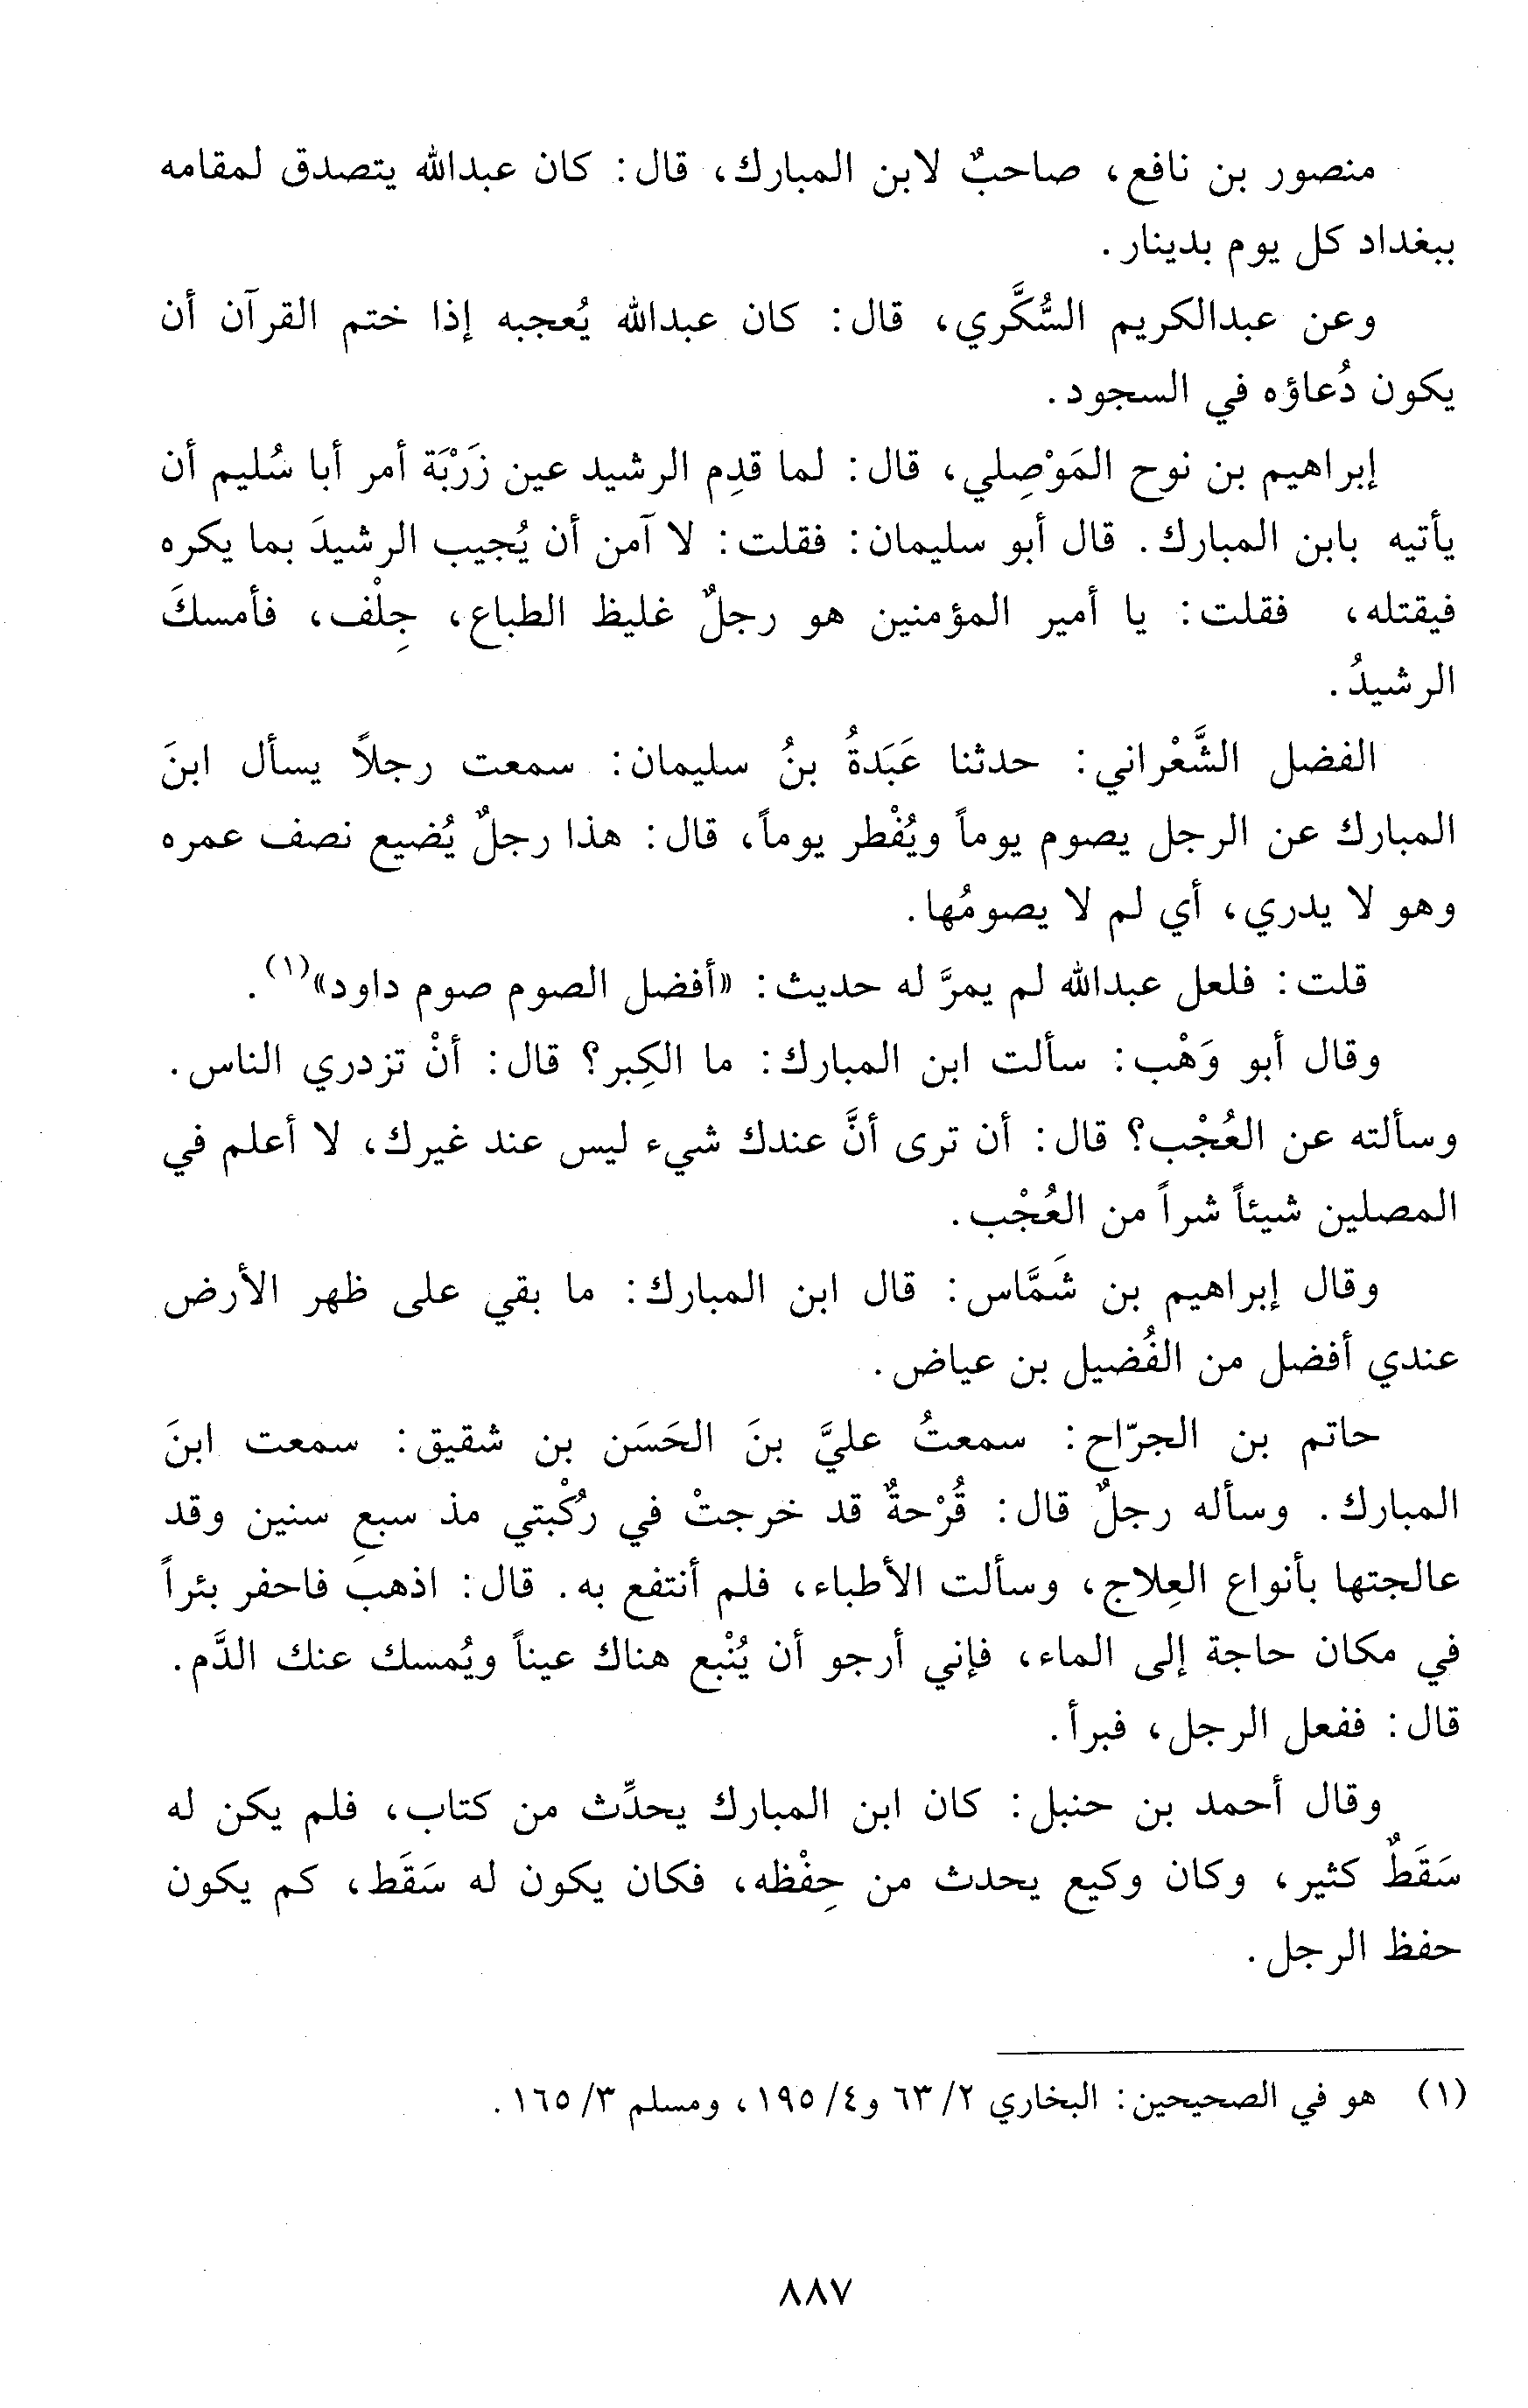 منصور بن نافع، صاحبٌ لابن المبارك، قال: كان عبدالله يتصدق لمقامه
ببغداد كل يوم بدينار.
وعن عبدالكريم السُّكَّري، قال: كان عبدالله يُعجبه إذا ختم القرآن أن
يكون دُعاؤه في السجود.
إبراهيم بن نوح المَوْصِلي، قال: لما قدِم الرشيد عين زَرْبَة أمر أبا سُليم أن
يأتيه بابن المبارك. قال أبو سليمان: فقلت: لا آمن أن يُجيب الرشيدَ بما يكره
فيقتله، فقلت: يا أمير المؤمنين هو رجلٌ غليظ الطباع، جِلْف، فأمسكَ
الرشيدُ.
الفضل الشَّعْراني: حدثنا عَبَدةُ بنُ سليمان: سمعت رجلاً يسأل ابنَ
المبارك عن الرجل يصوم يوماً ويُفْطر يوماً، قال: هذا رجلٌ يُضيع نصف عمره
وهو لا يدري، أي لم لا يصومُها.
قلت: فلعل عبدالله لم يمرَّ له حديث: «أفضل الصوم صوم داود»(١).
وقال أبو وَهْب: سألت ابن المبارك: ما الكِبر؟ قال: أنْ تزدري الناس.
وسألته عن العُجْب؟ قال: أن ترى أنَّ عندك شيء ليس عند غيرك، لا أعلم في
المصلين شيئاً شراً من العُجْب.
وقال إبراهيم بن شَمَّاس: قال ابن المبارك: ما بقي على ظهر الأرض
عندي أفضل من الفُضيل بن عياض.
حاتم بن الجرّاح: سمعتُ عليَّ بنَ الحَسَن بن شقيق: سمعت ابنَ
المبارك. وسأله رجلٌ قال: قُرْحةٌ قد خرجتْ في رُكْبتي مذ سبعِ سنين وقد
عالجتها بأنواع العِلاج، وسألت الأطباء، فلم أنتفع به. قال: اذهب فاحفر بئراً
في مكان حاجة إلى الماء، فإني أرجو أن يُنْبع هناك عيناً ويُمسك عنك الدَّم.
قال: ففعل الرجل، فبرأ.
وقال أحمد بن حنبل: كان ابن المبارك يحدِّث من كتاب، فلم يكن له
سَقَطٌ كثير، وكان وكيع يحدث من حِفْظه، فكان يكون له سَقَط، كم يكون
حفظ الرجل.
(١) هو في الصحيحين: البخاري ٢/ ٦٣ و٤/ ١٩٥، ومسلم ٣/ ١٦٥.
٨٨٧